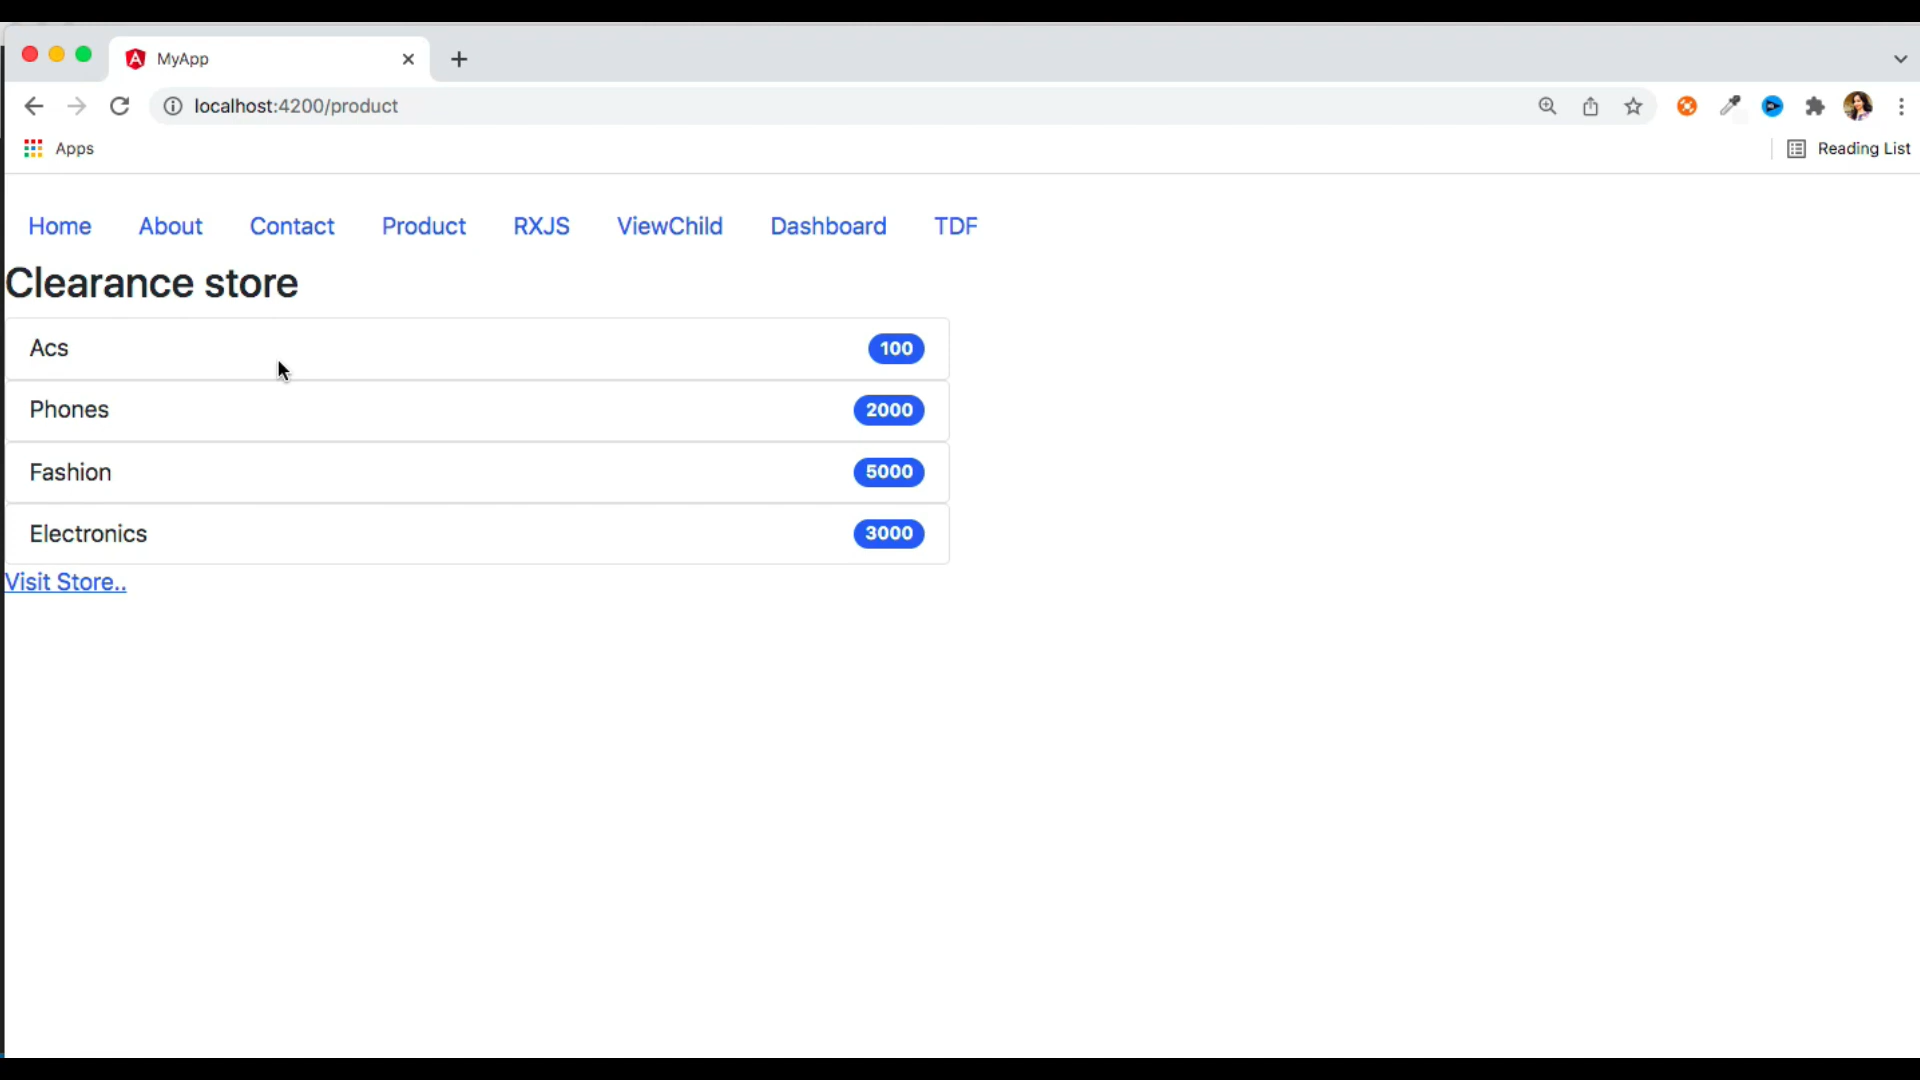 MyApp
localhost:4200/product
Apps
Reading List
Home About Contact Product RXJS ViewChild Dashboard TDF
Clearance store
Acs 100
Phones 2000
Fashion 5000
Electronics 3000
Visit Store..